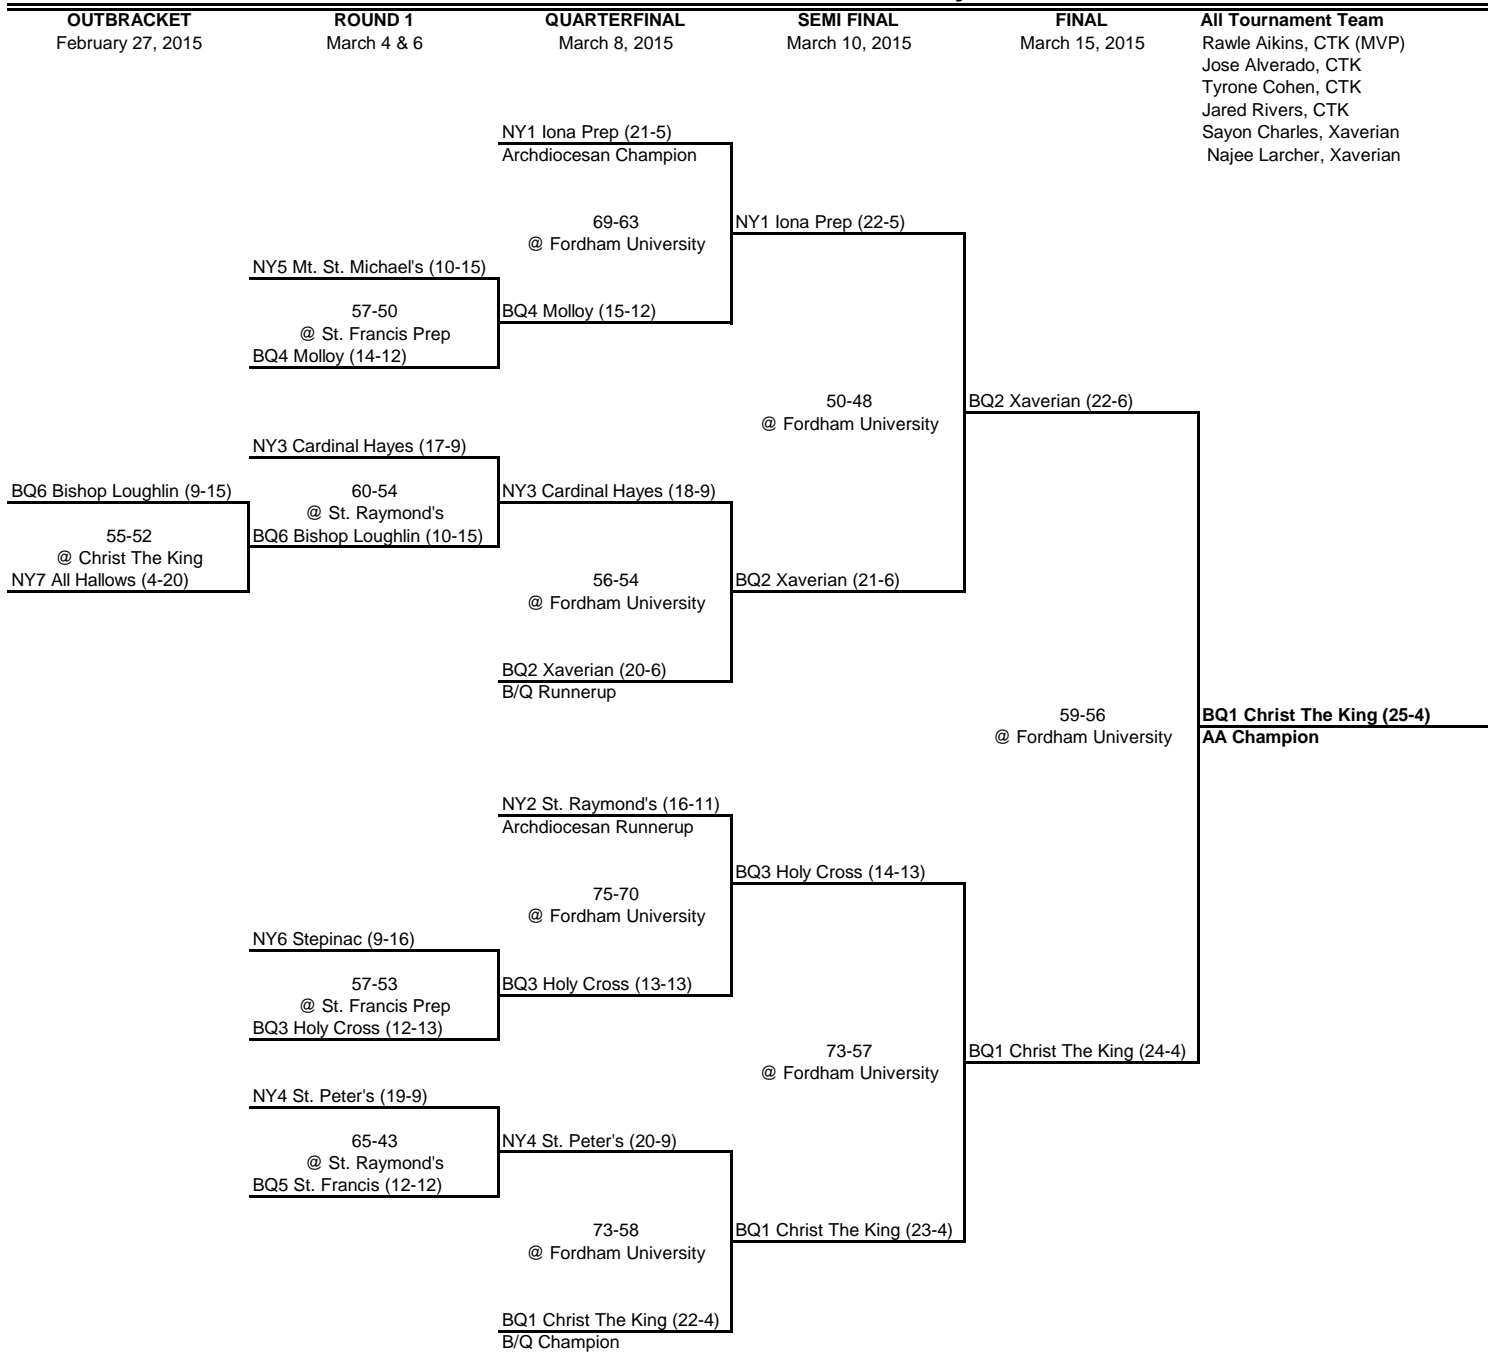 OUTBRACKET
February 27, 2015
ROUND 1
March 4 & 6
QUARTERFINAL
March 8, 2015
SEMI FINAL
March 10, 2015
FINAL
March 15, 2015
All Tournament Team
Rawle Aikins, CTK (MVP)
Jose Alverado, CTK
Tyrone Cohen, CTK
Jared Rivers, CTK
Sayon Charles, Xaverian
Najee Larcher, Xaverian
BQ6 Bishop Loughlin (9-15)
55-52
@ Christ The King
NY7 All Hallows (4-20)
NY5 Mt. St. Michael's (10-15)
57-50
@ St. Francis Prep
BQ4 Molloy (14-12)
NY3 Cardinal Hayes (17-9)
60-54
@ St. Raymond's
BQ6 Bishop Loughlin (10-15)
NY6 Stepinac (9-16)
57-53
@ St. Francis Prep
BQ3 Holy Cross (12-13)
NY4 St. Peter's (19-9)
65-43
@ St. Raymond's
BQ5 St. Francis (12-12)
NY1 Iona Prep (21-5)
Archdiocesan Champion
69-63
@ Fordham University
BQ4 Molloy (15-12)
NY3 Cardinal Hayes (18-9)
56-54
@ Fordham University
BQ2 Xaverian (20-6)
B/Q Runnerup
NY2 St. Raymond's (16-11)
Archdiocesan Runnerup
75-70
@ Fordham University
BQ3 Holy Cross (13-13)
NY4 St. Peter's (20-9)
73-58
@ Fordham University
BQ1 Christ The King (22-4)
B/Q Champion
NY1 Iona Prep (22-5)
50-48
@ Fordham University
BQ2 Xaverian (21-6)
BQ3 Holy Cross (14-13)
73-57
@ Fordham University
BQ1 Christ The King (23-4)
BQ2 Xaverian (22-6)
59-56
@ Fordham University
BQ1 Christ The King (24-4)
BQ1 Christ The King (25-4)
AA Champion